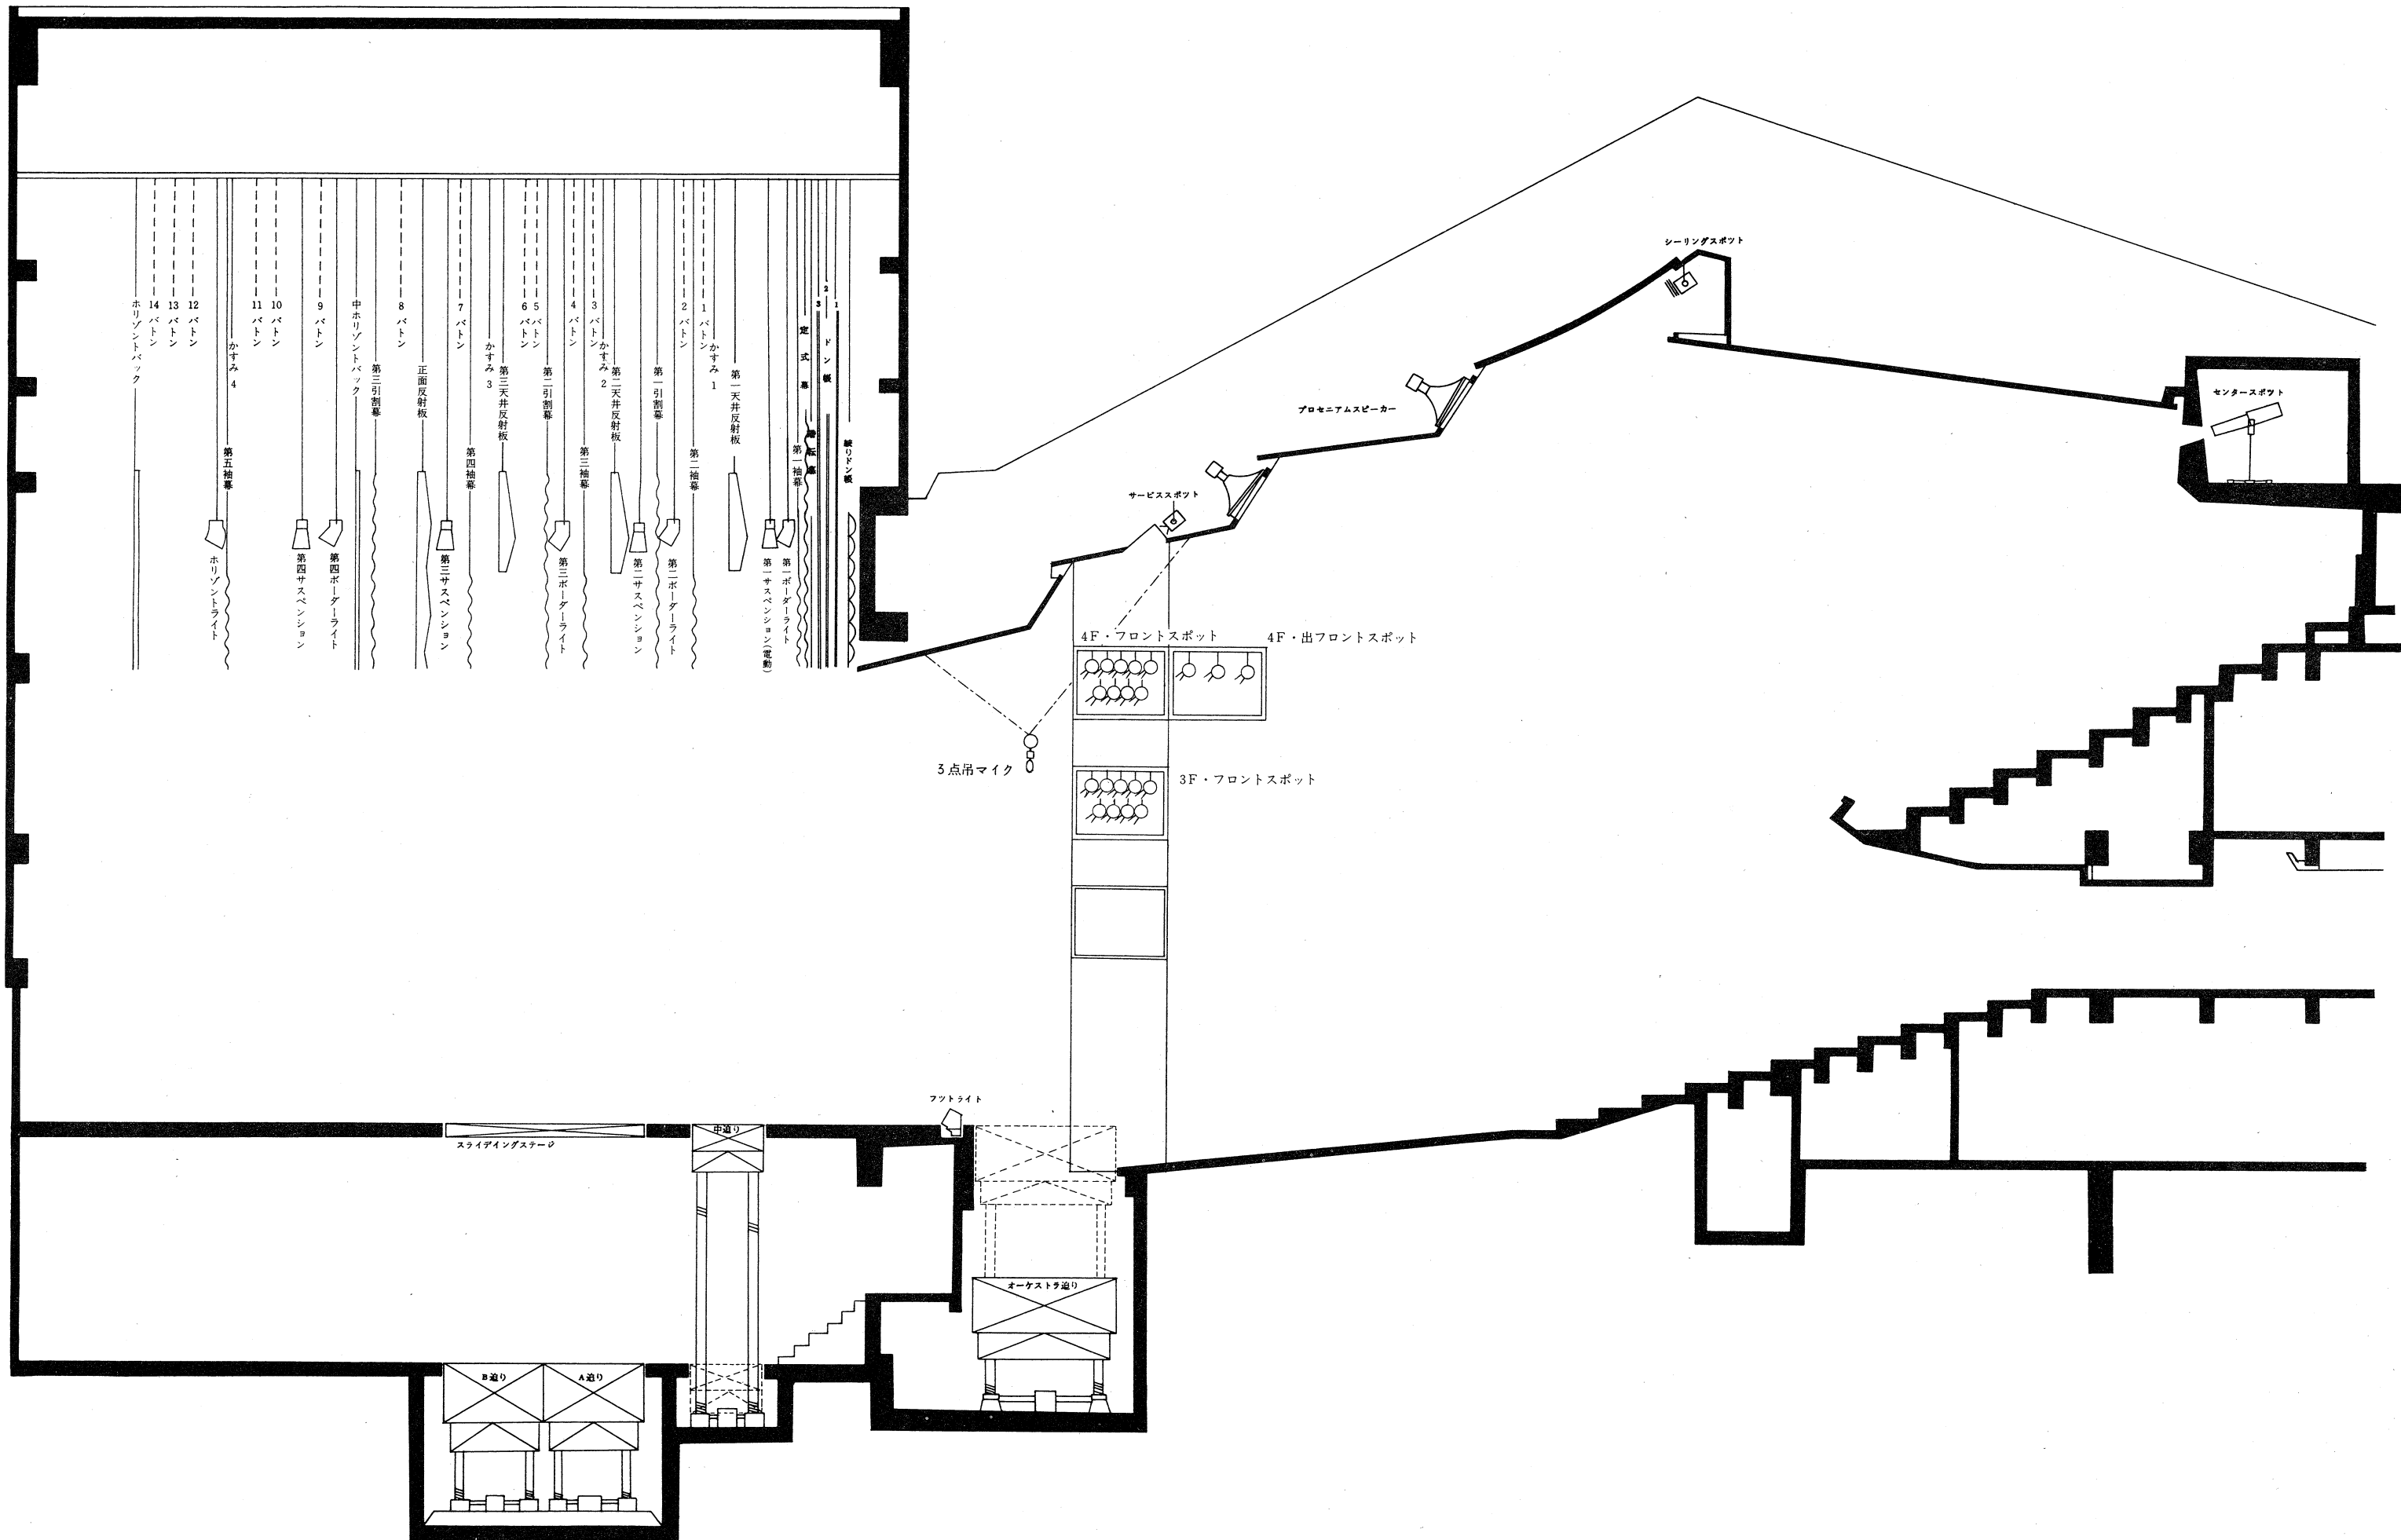 ホリゾントバック
14 バトン
13 バトン
12 バトン
ホリゾントライト
第五袖幕
かすみ 4
11 バトン
10 バトン
第四サスペンション
9 バトン
第四ボーダーライト
中ホリゾントバック
第三引割幕
8 バトン
正面反射板
第三サスペンション
7 バトン
第四袖幕
かすみ 3
第三天井反射板
6 バトン
5 バトン
第二引割幕
第三ボーダーライト
4 バトン
第三袖幕
3 バトン
かすみ 2
第二天井反射板
第二サスペンション
第一引割幕
第二ボーダーライト
2 バトン
第二袖幕
1 バトン
かすみ 1
第一天井反射板
第一サスペンション(電動)
第一ボーダーライト
第一袖幕
定式幕
暗転幕
3
2
1
ドン帳
絞りドン帳
シーリングスポット
プロセニアムスピーカー
サービススポット
センタースポット
4F・フロントスポット
4F・出フロントスポット
3点吊マイク
3F・フロントスポット
フットライト
スライデイングステージ
中迫り
オーケストラ迫り
B迫り
A迫り